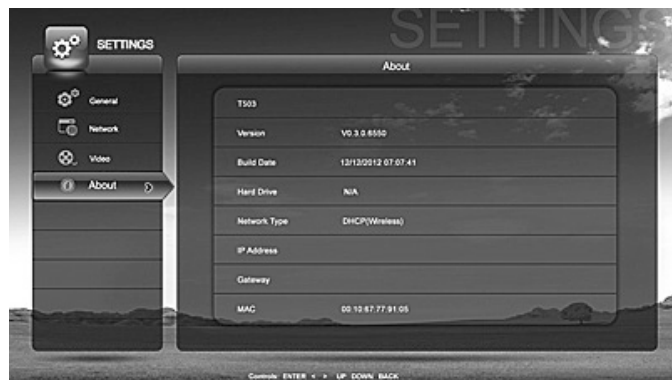 SETTINGS
SETTINGS
About
General
Network
Video
About
T503
Version V0.3.0.6550
Build Date 12/12/2012 07:07:41
Hard Drive N/A
Network Type DHCP(Wireless)
IP Address
Gateway
MAC 00:10:67:77:91:05
Controls: ENTER < > UP DOWN BACK